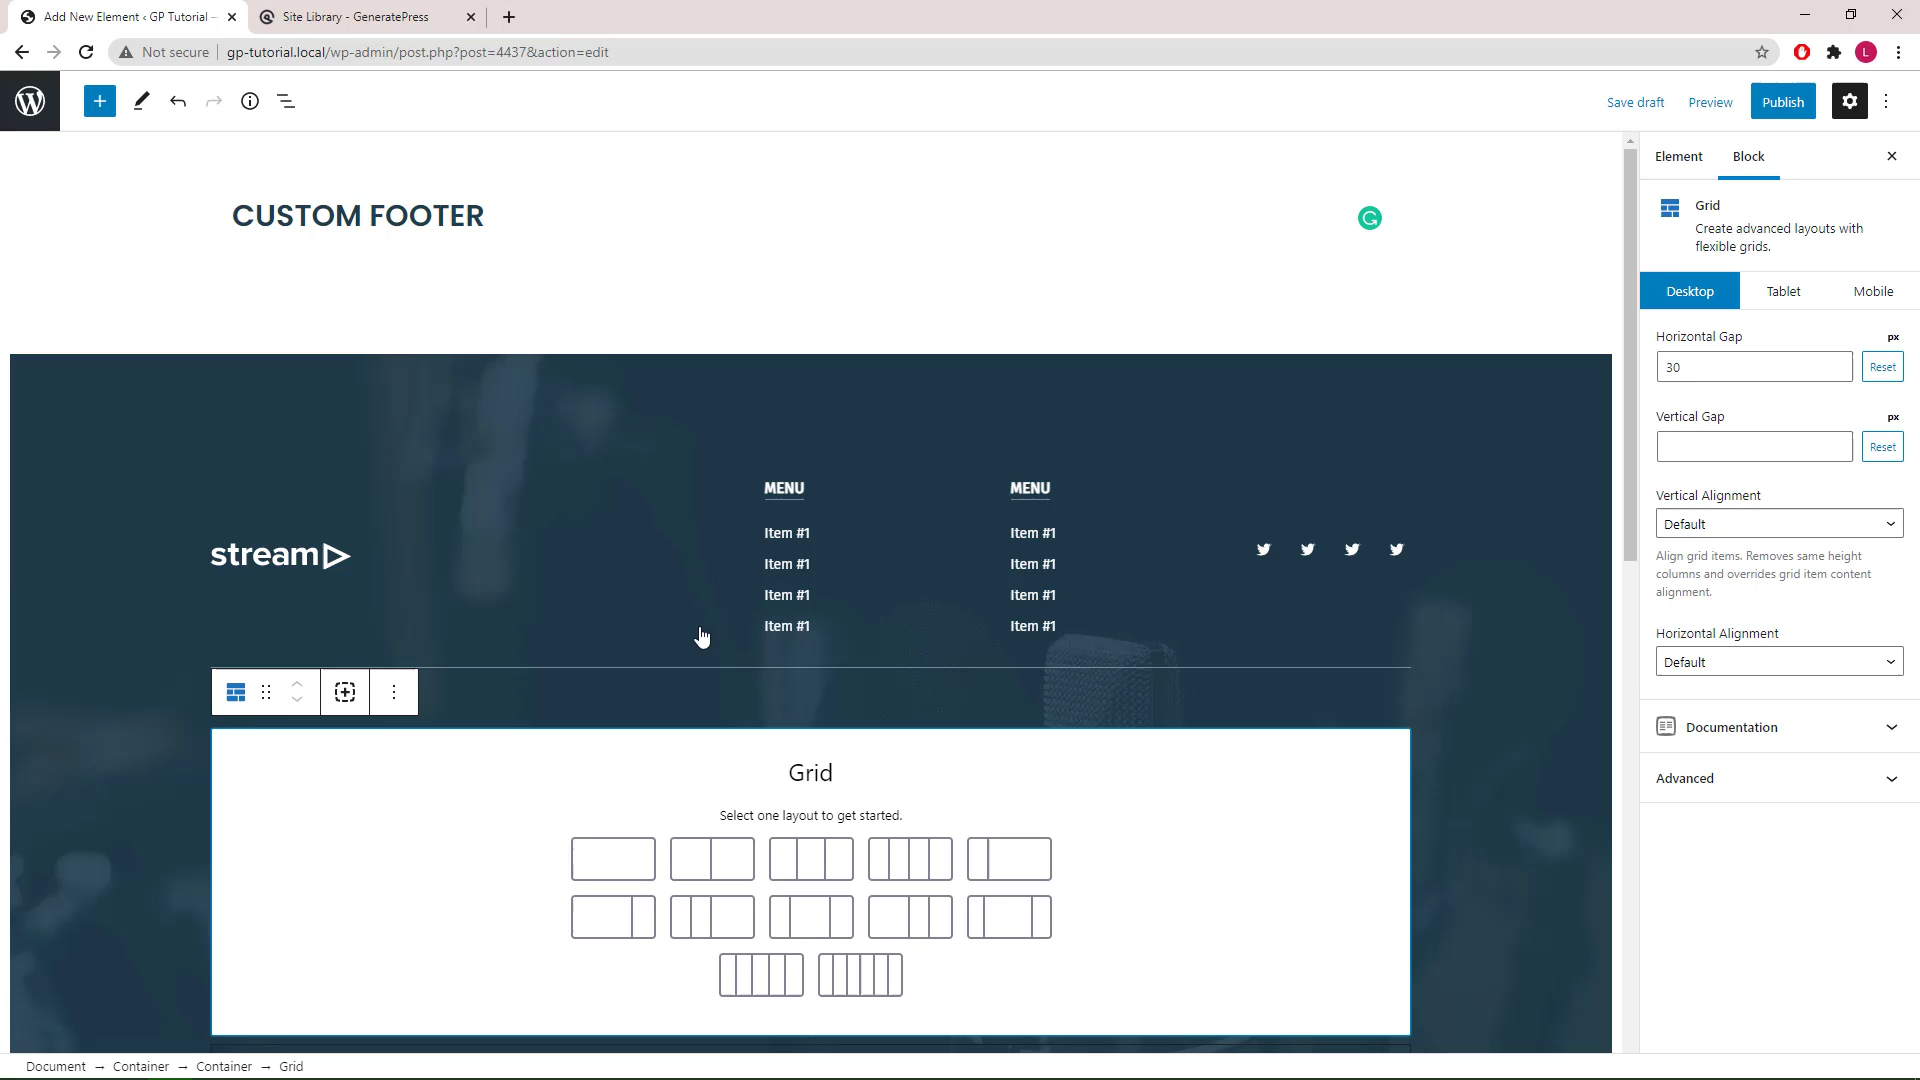 Add New Element ‹ GP Tutorial –
Site Library - GeneratePress
Not secure
gp-tutorial.local/wp-admin/post.php?post=4437&action=edit
L
Save draft
Preview
Publish
Element
Block
CUSTOM FOOTER
Grid
Create advanced layouts with
flexible grids.
Desktop
Tablet
Mobile
Horizontal Gap
px
30
Reset
Vertical Gap
px
Reset
Vertical Alignment
Default
Align grid items. Removes same height
columns and overrides grid item content
alignment.
Horizontal Alignment
Default
Documentation
Advanced
stream
MENU
Item #1
Item #1
Item #1
Item #1
MENU
Item #1
Item #1
Item #1
Item #1
Grid
Select one layout to get started.
Document → Container → Container → Grid